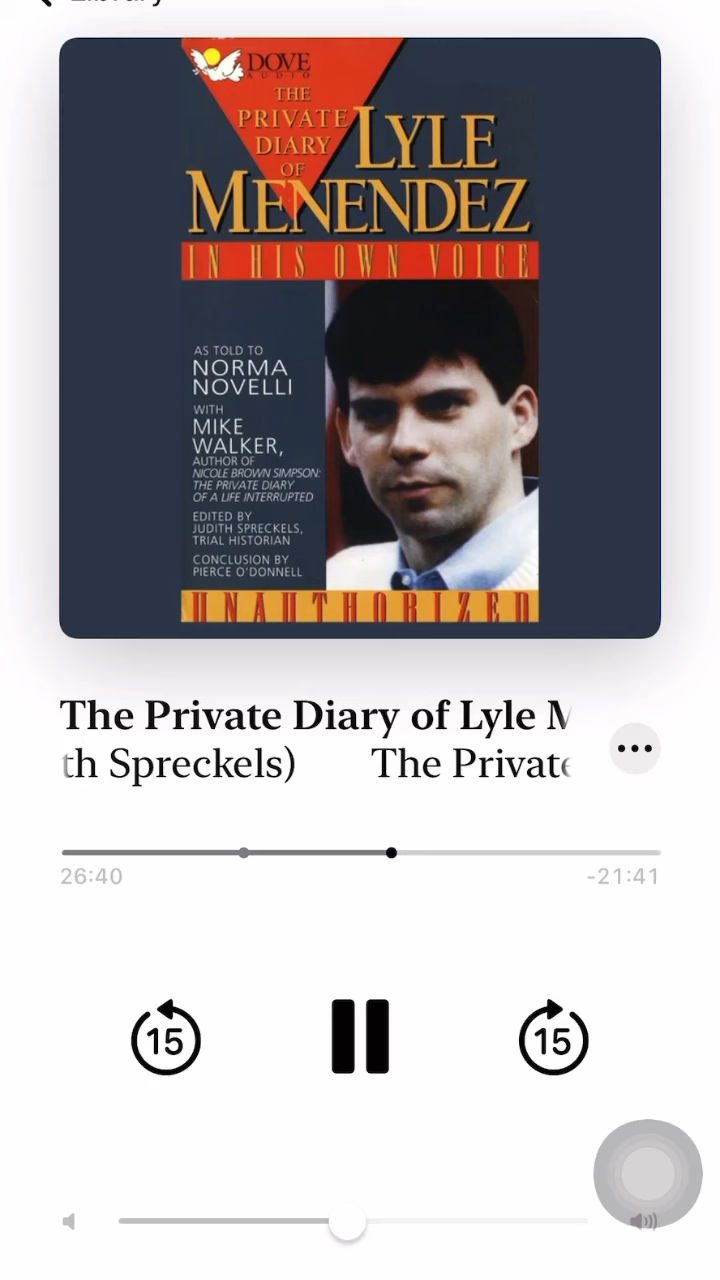 Library
DOVE
AUDIO
THE
PRIVATE
DIARY
OF
LYLE
MENENDEZ
IN HIS OWN VOICE
AS TOLD TO
NORMA
NOVELLI
WITH
MIKE
WALKER,
AUTHOR OF
NICOLE BROWN SIMPSON:
THE PRIVATE DIARY
OF A LIFE INTERRUPTED
EDITED BY
JUDITH SPRECKELS,
TRIAL HISTORIAN
CONCLUSION BY
PIERCE O'DONNELL
UNAUTHORIZED
The Private Diary of Lyle M
th Spreckels) The Private
26:40
-21:41
15
15